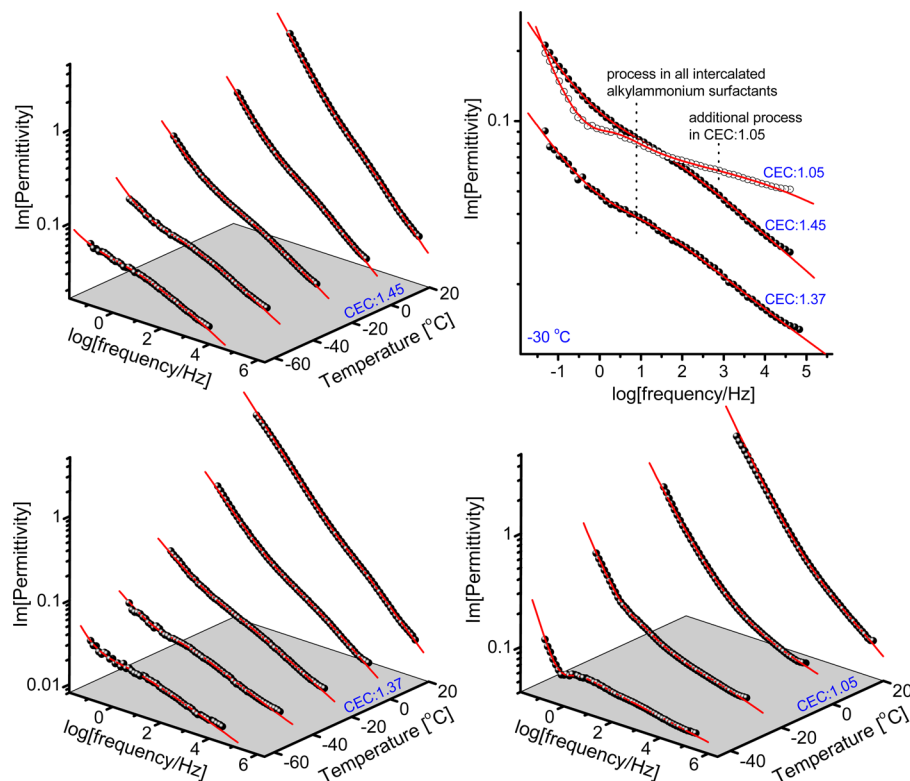 Im[Permittivity]
1
0.1
0
2
4
6
log[frequency/Hz]
-60
-40
-20
0
20
Temperature [°C]
CEC:1.45
0.1
process in all intercalated
alkylammonium surfactants
additional process
in CEC:1.05
CEC:1.05
CEC:1.45
CEC:1.37
-30 °C
Im[Permittivity]
-1
0
1
2
3
4
5
log[frequency/Hz]
Im[Permittivity]
1
0.1
0.01
0
2
4
6
log[frequency/Hz]
-60
-40
-20
0
20
Temperature [°C]
CEC:1.37
Im[Permittivity]
1
0.1
0
2
4
6
log[frequency/Hz]
-40
-20
0
20
Temperature [°C]
CEC:1.05